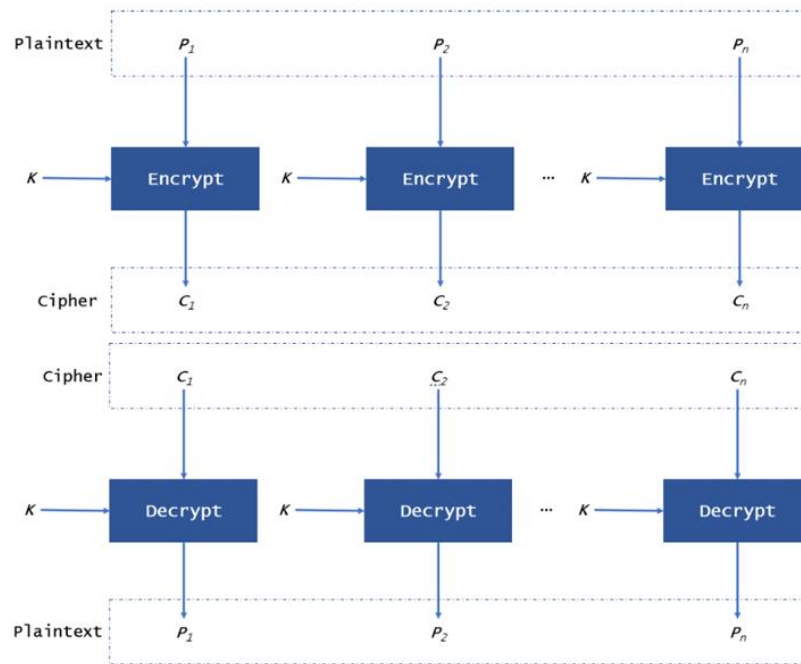 Plaintext P1 P2 Pn
K Encrypt K Encrypt ... K Encrypt
Cipher C1 C2 Cn
Cipher C1 C2 Cn
K Decrypt K Decrypt ... K Decrypt
Plaintext P1 P2 Pn